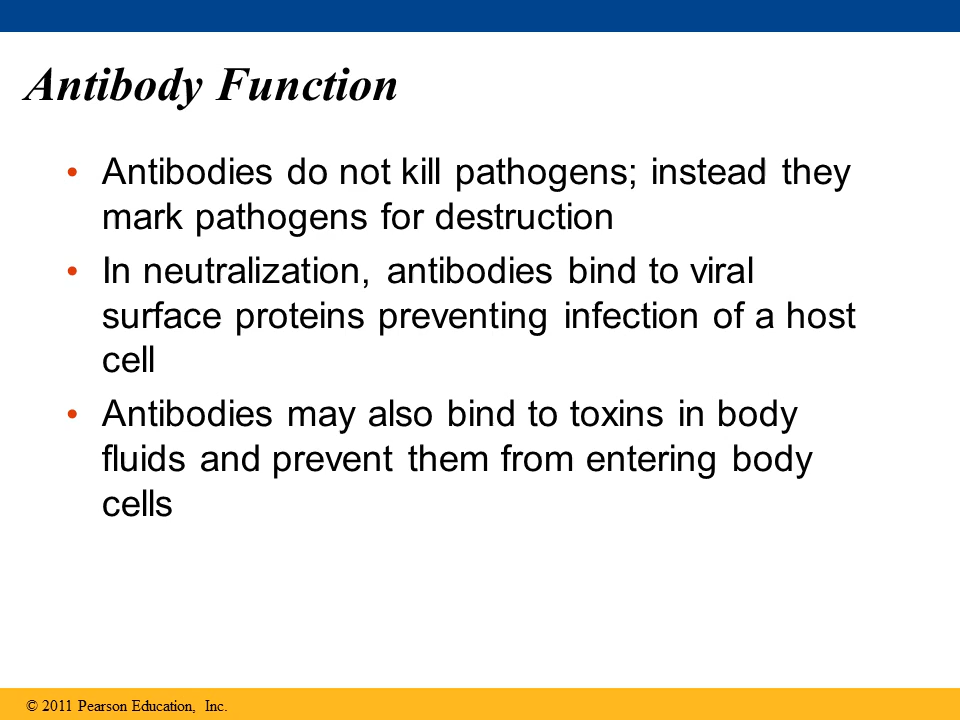 Antibody Function
• Antibodies do not kill pathogens; instead they
mark pathogens for destruction
• In neutralization, antibodies bind to viral
surface proteins preventing infection of a host
cell
• Antibodies may also bind to toxins in body
fluids and prevent them from entering body
cells
© 2011 Pearson Education, Inc.